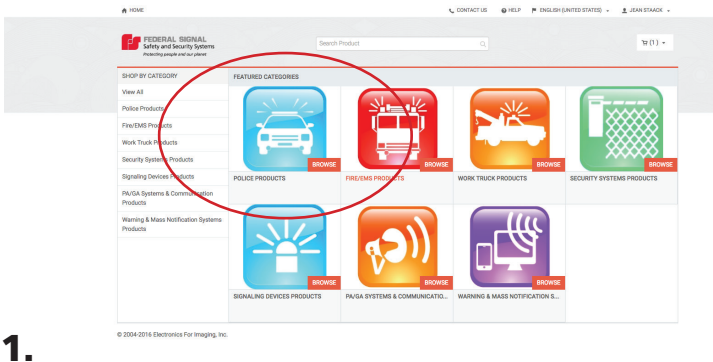 HOME
CONTACT US
HELP
ENGLISH (UNITED STATES)
JEAN STAACK
FEDERAL SIGNAL
Safety and Security Systems
Protecting people and our planet
Search Product
(1)
SHOP BY CATEGORY
View All
Police Products
Fire/EMS Products
Work Truck Products
Security Systems Products
Signaling Devices Products
PA/GA Systems & Communication
Products
Warning & Mass Notification Systems
Products
FEATURED CATEGORIES
BROWSE
POLICE PRODUCTS
BROWSE
FIRE/EMS PRODUCTS
BROWSE
WORK TRUCK PRODUCTS
BROWSE
SECURITY SYSTEMS PRODUCTS
BROWSE
SIGNALING DEVICES PRODUCTS
BROWSE
PA/GA SYSTEMS & COMMUNICATIO...
BROWSE
WARNING & MASS NOTIFICATION S...
© 2004-2016 Electronics For Imaging, Inc.
1.